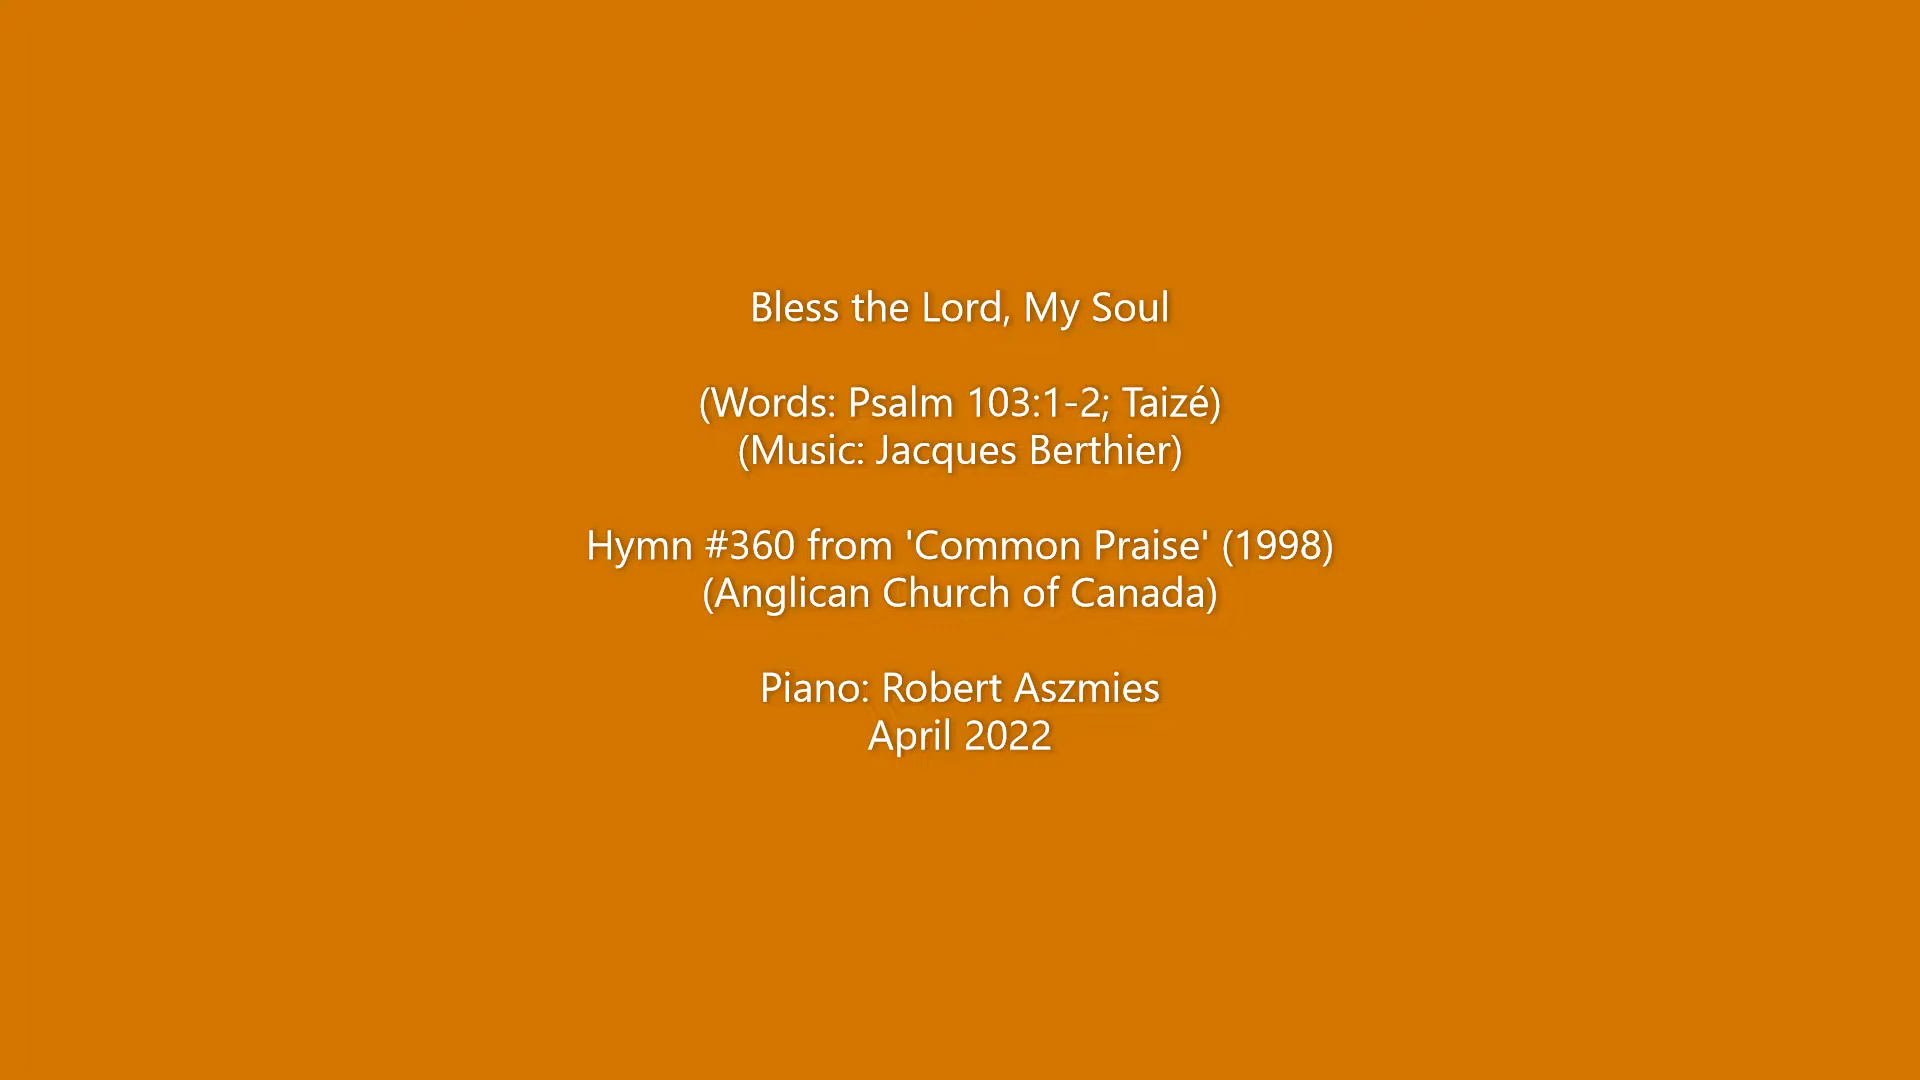 Bless the Lord, My Soul
(Words: Psalm 103:1-2; Taizé)
(Music: Jacques Berthier)
Hymn #360 from 'Common Praise' (1998)
(Anglican Church of Canada)
Piano: Robert Aszmies
April 2022